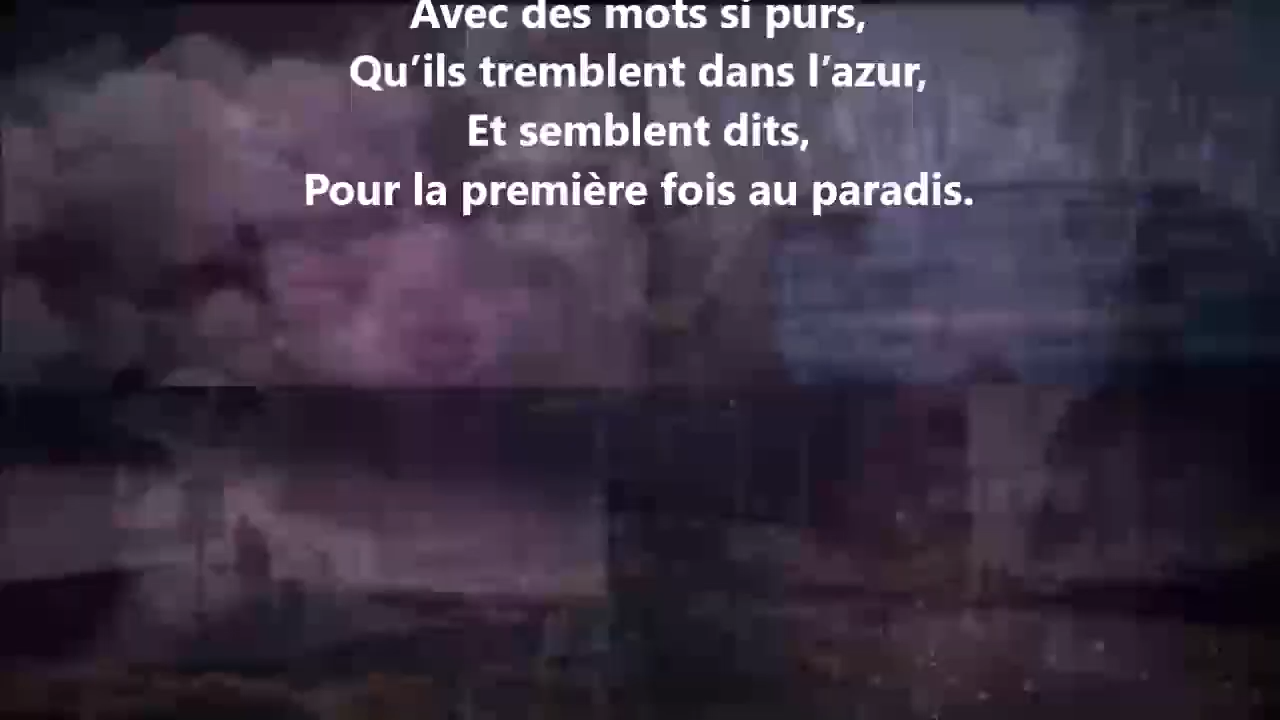 Avec des mots si purs,
Qu’ils tremblent dans l’azur,
Et semblent dits,
Pour la première fois au paradis.